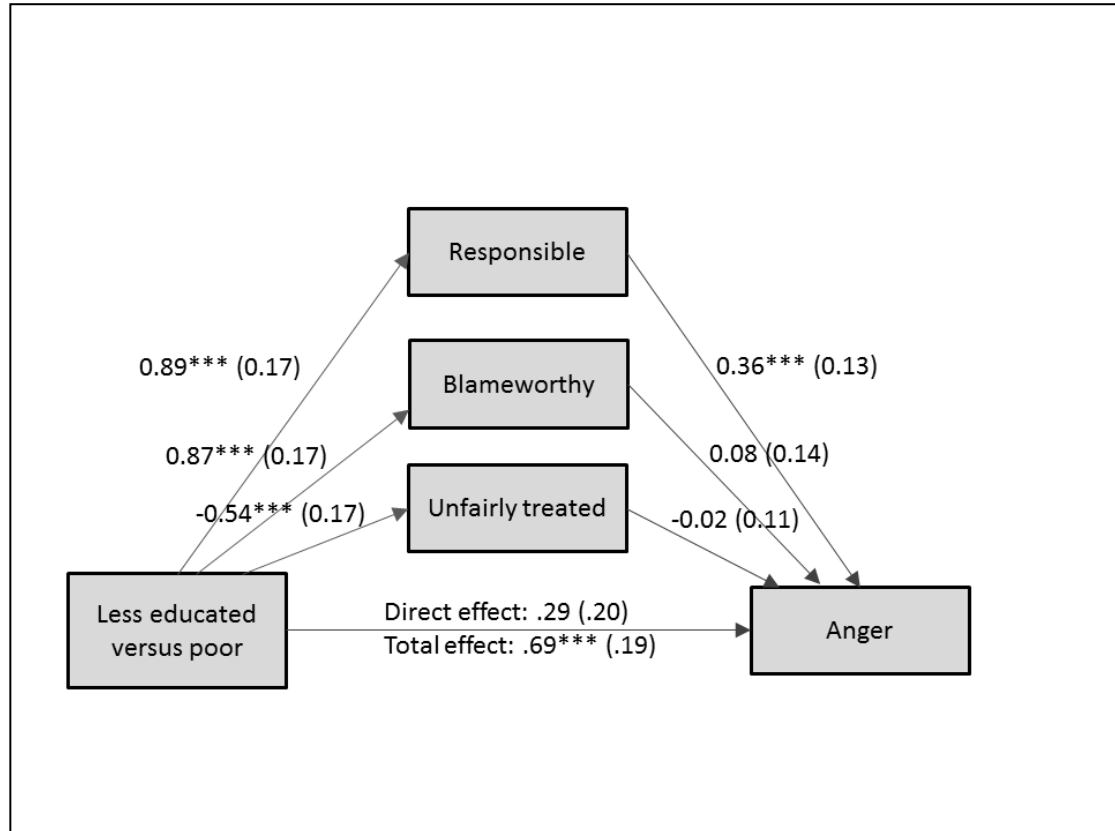 Responsible
0.89*** (0.17)
0.36*** (0.13)
Blameworthy
0.87*** (0.17)
0.08 (0.14)
Unfairly treated
-0.54*** (0.17)
-0.02 (0.11)
Less educated
versus poor
Direct effect: .29 (.20)
Total effect: .69*** (.19)
Anger